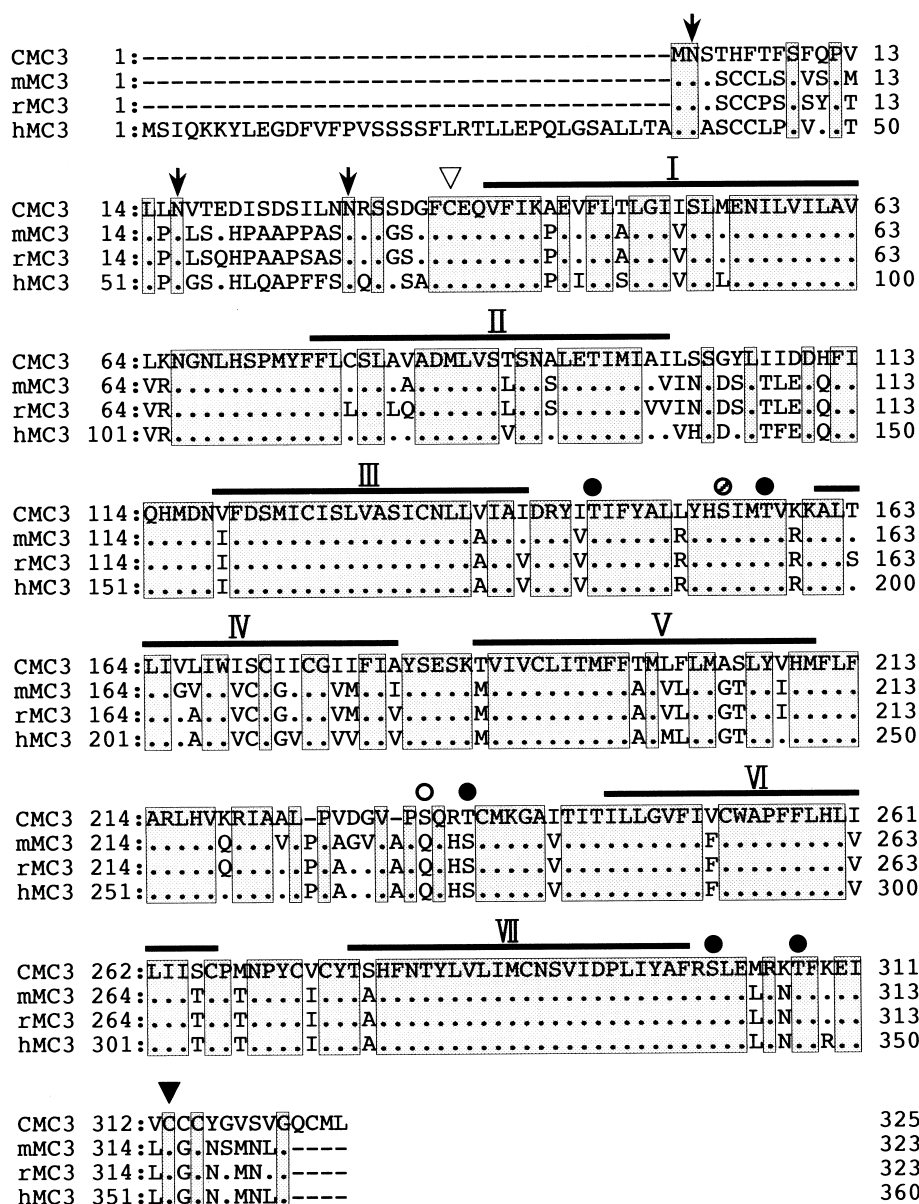 CMC3 1:-------------------------------------MNSTHFTFSFQPV 13
mMC3 1:-------------------------------------...SCCLS.VS.M 13
rMC3 1:-------------------------------------...SCCPS.SY.T 13
hMC3 1:MSIQKKYLEGDFVFPVSSSSFLRTLLEPQLGSALLTA..ASCCLP.V..T 50
I
CMC3 14:LLNVTEDISDSILNNRSSDGFCEQVFIKAEVFLTLGIISLMENILVILAV 63
mMC3 14:.P.LS.HPAAPPAS...GS.........P....A...V............ 63
rMC3 14:.P.LSQHPAAPSAS...GS.........P....A...V............ 63
hMC3 51:.P.GS.HLQAPFFS.Q..SA........P.I..S...V..L......... 100
II
CMC3 64:LKNGNLHSPMYFFLCSLAVADMLVSTSNALETIMIAILSSGYLIIDDHFI 113
mMC3 64:VR................A......L..S.......VIN.DS.TLE.Q.. 113
rMC3 64:VR............L..LQ......L..S......VVIN.DS.TLE.Q.. 113
hMC3 101:VR.......................V...........VH.D..TFE.Q.. 150
III
CMC3 114:QHMDNVFDSMICISLVASICNLLVIAIDRYITIFYALLYHSIMTVKKALT 163
mMC3 114:.....I.................A......V......R.......R.... 163
rMC3 114:.....I.................A..V...V......R.......R...S 163
hMC3 151:.....I.................A......V......R.......R.... 200
IV V
CMC3 164:LIVLIWISCIICGIIFIAYSESKTVIVCLITMFFTMLFLMASLYVHMFLF 213
mMC3 164:..GV..VC.G...VM..I.....M..........A.VL..GT..I..... 213
rMC3 164:...A..VC.G...VM..V.....M..........A.VL..GT..I..... 213
hMC3 201:...A..VC.GV..VV..V.....M..........A.ML..GT........ 250
VI
CMC3 214:ARLHVKRIAAL-PVDGV-PSQRTCMKGAITITILLGVFIVCWAPFFLHLI 261
mMC3 214:.....Q...V.P.AGV.A.Q.HS.....V..........F.........V 263
rMC3 214:.....Q.....P.A...A.Q.HS.....V..........F.........V 263
hMC3 251:...........P.A...A.Q.HS.....V..........F.........V 300
VII
CMC3 262:LIISCPMNPYCVCYTSHFNTYLVLIMCNSVIDPLIYAFRSLEMRKTFKEI 311
mMC3 264:...T..T....I...A..........................L.N..... 313
rMC3 264:...T..T....I...A..........................L.N..... 313
hMC3 301:...T..T....I...A..........................L.N..R.. 350
CMC3 312:VCCCYGVSVGQCML 325
mMC3 314:L.G.NSMNL.---- 323
rMC3 314:L.G.N.MN..---- 323
hMC3 351:L.G.NSMNL.---- 360